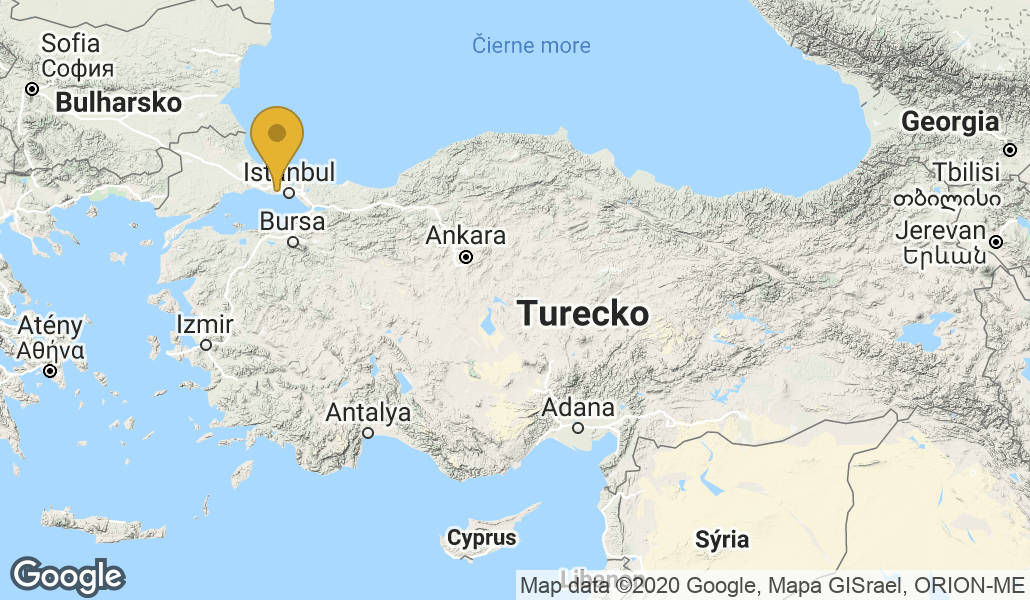 Sofia
София
Bulharsko
Čierne more
Georgia
Tbilisi
თბილისი
Istanbul
Bursa
Ankara
Jerevan
Երևան
Turecko
Izmir
Atény
Αθήνα
Antalya
Adana
Cyprus
Sýria
Libanon
Google
Map data ©2020 Google, Mapa GISrael, ORION-ME